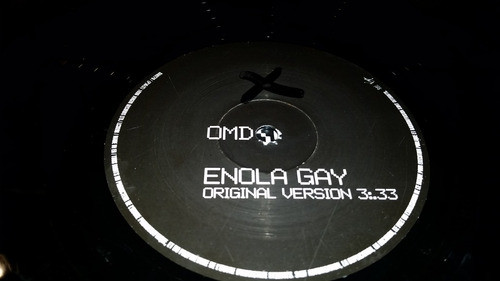 OMD
ENOLA GAY
ORIGINAL VERSION 3:.33